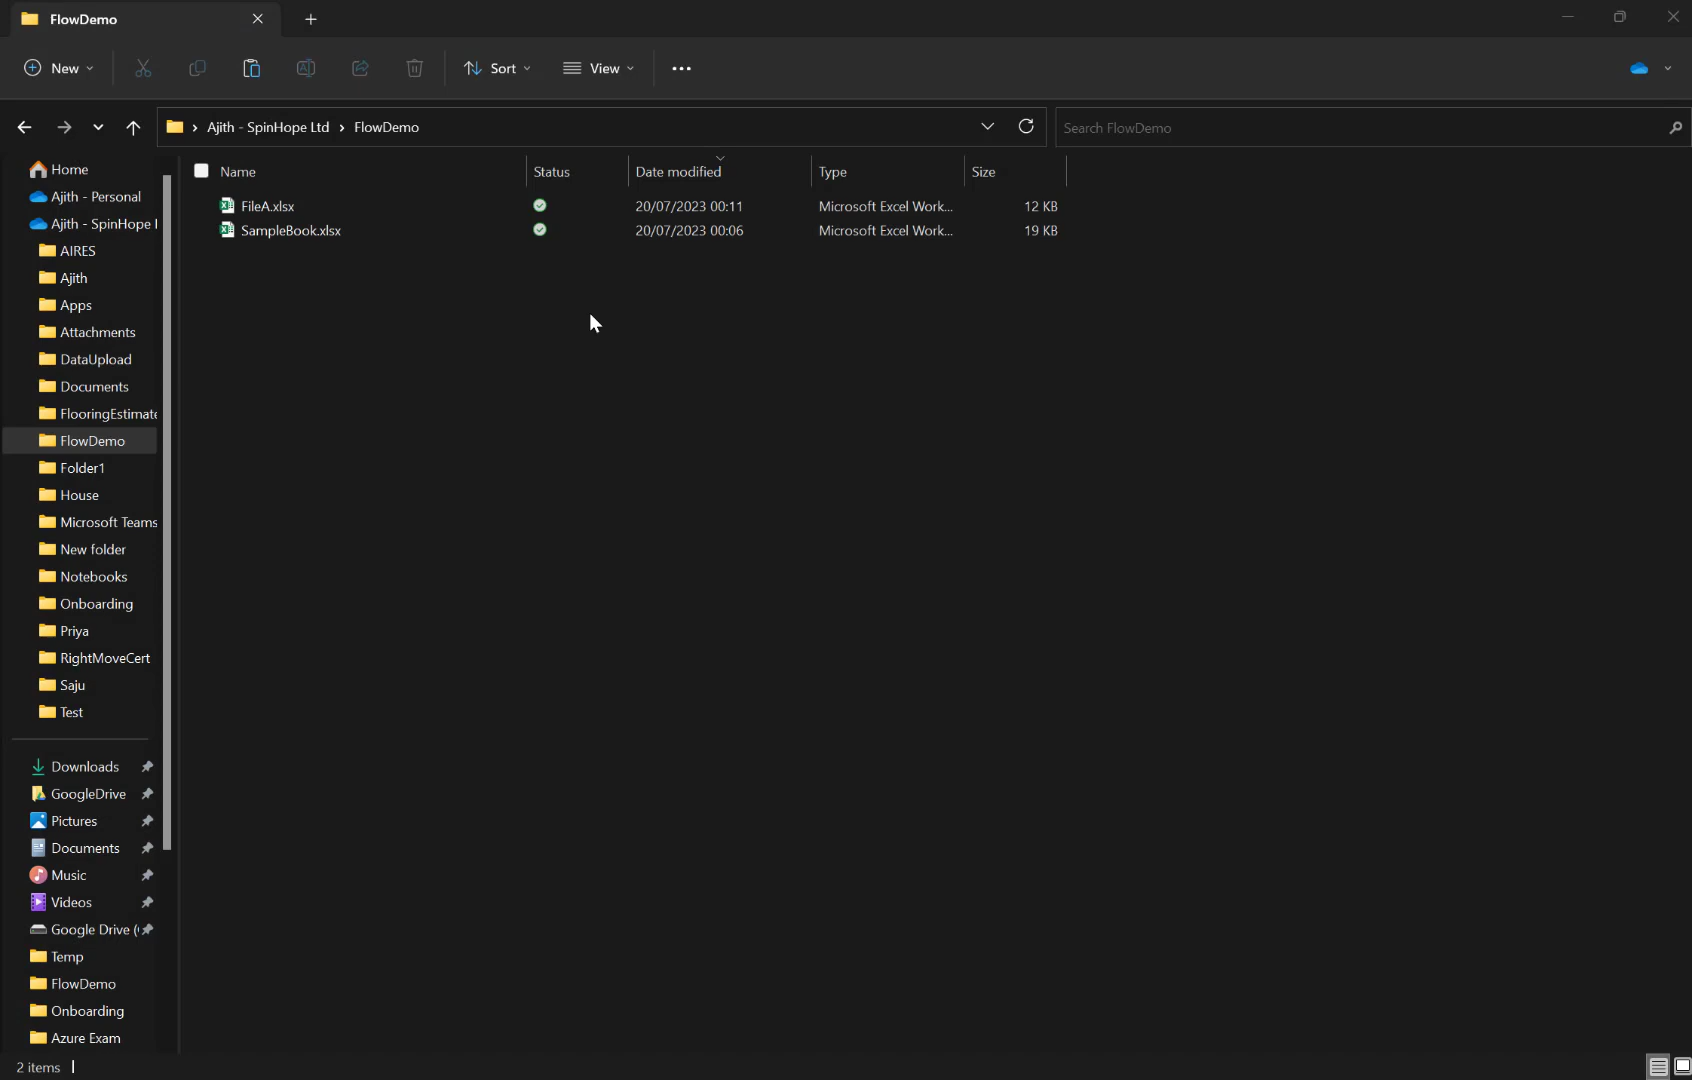 FlowDemo
New
Sort
View
Ajith - SpinHope Ltd > FlowDemo
Search FlowDemo
Home
Ajith - Personal
Ajith - SpinHope
AIRES
Ajith
Apps
Attachments
DataUpload
Documents
FlooringEstimate
FlowDemo
Folder1
House
Microsoft Teams
New folder
Notebooks
Onboarding
Priya
RightMoveCert
Saju
Test
Downloads
GoogleDrive
Pictures
Documents
Music
Videos
Google Drive (
Temp
FlowDemo
Onboarding
Azure Exam
Name Status Date modified Type Size
FileA.xlsx 20/07/2023 00:11 Microsoft Excel Work... 12 KB
SampleBook.xlsx 20/07/2023 00:06 Microsoft Excel Work... 19 KB
2 items